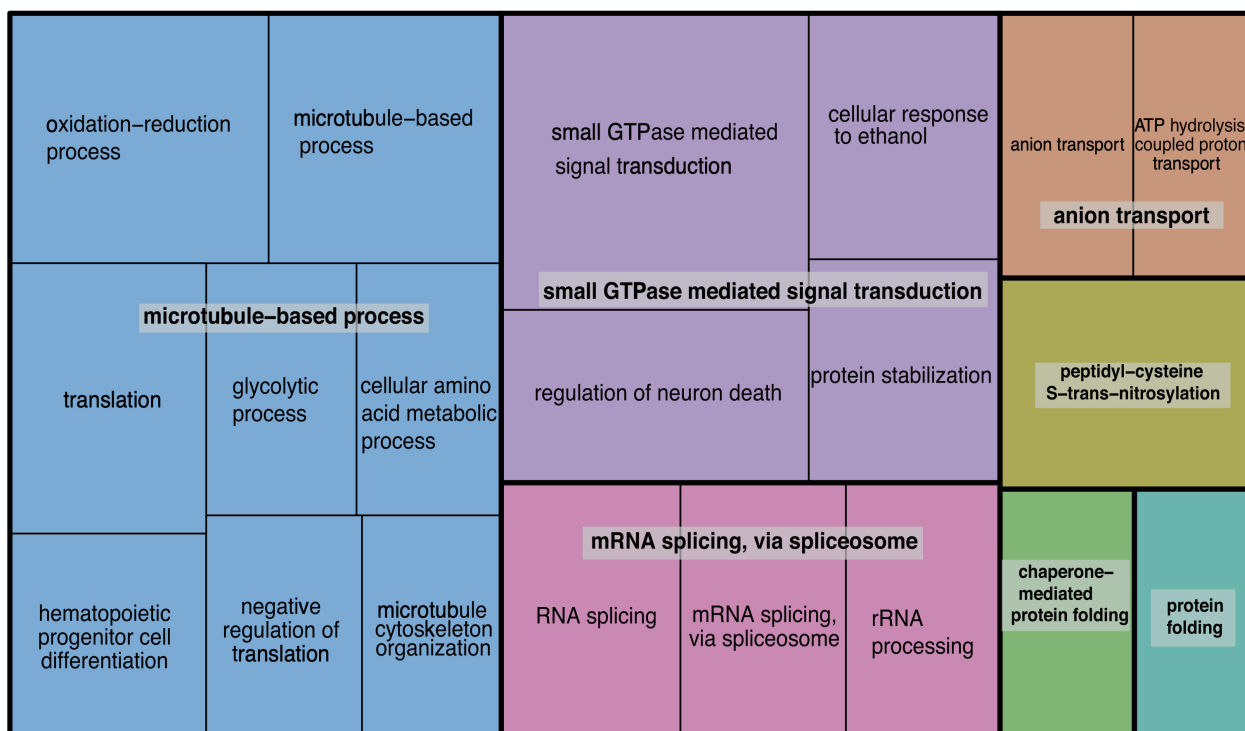 oxidation−reduction
process
microtubule−based
process
microtubule−based process
translation
glycolytic
process
cellular amino
acid metabolic
process
hematopoietic
progenitor cell
differentiation
negative
regulation of
translation
microtubule
cytoskeleton
organization
small GTPase mediated
signal transduction
cellular response
to ethanol
small GTPase mediated signal transduction
regulation of neuron death
protein stabilization
mRNA splicing, via spliceosome
RNA splicing
mRNA splicing,
via spliceosome
rRNA
processing
anion transport
ATP hydrolysis
coupled proton
transport
anion transport
peptidyl−cysteine
S−trans−nitrosylation
chaperone−
mediated
protein folding
protein
folding